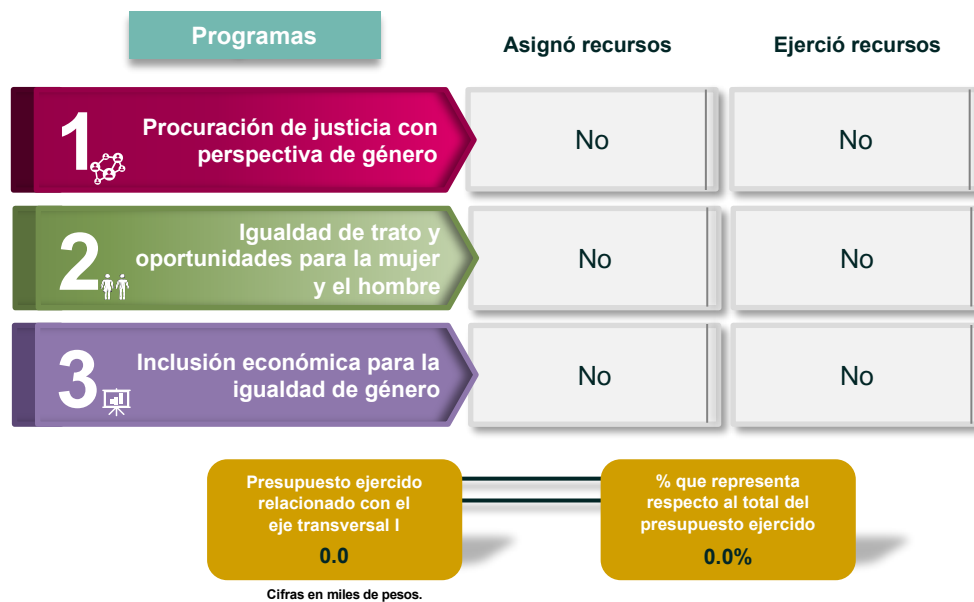 Programas
Asignó recursos
Ejerció recursos
1
Procuración de justicia con
perspectiva de género
No
No
2
Igualdad de trato y
oportunidades para la mujer
y el hombre
No
No
3
Inclusión económica para la
igualdad de género
No
No
Presupuesto ejercido
relacionado con el
eje transversal I
0.0
% que representa
respecto al total del
presupuesto ejercido
0.0%
Cifras en miles de pesos.